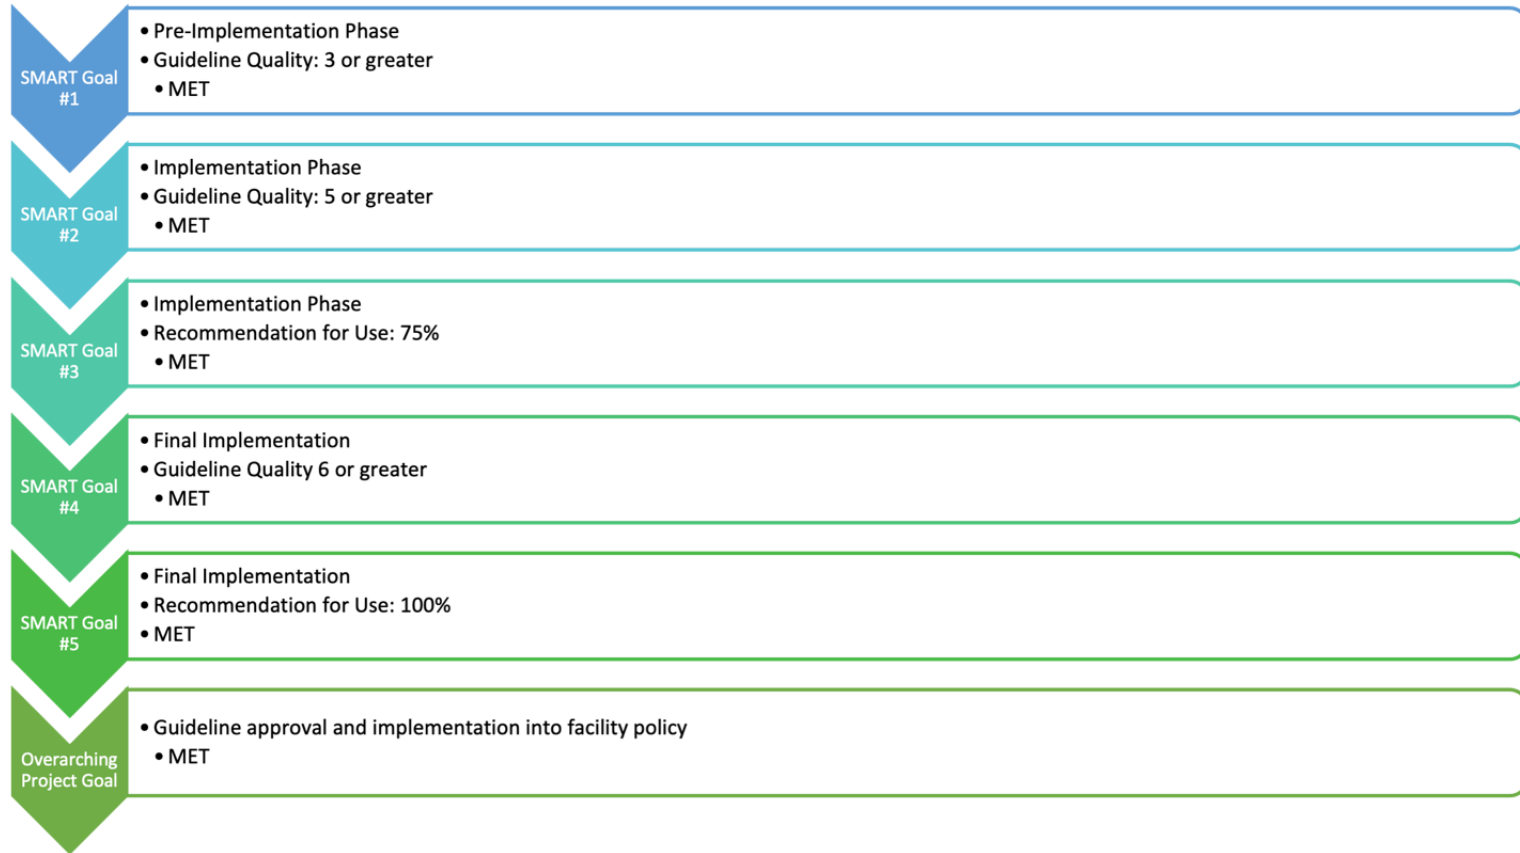 SMART Goal
#1
• Pre-Implementation Phase
• Guideline Quality: 3 or greater
• MET
SMART Goal
#2
• Implementation Phase
• Guideline Quality: 5 or greater
• MET
SMART Goal
#3
• Implementation Phase
• Recommendation for Use: 75%
• MET
SMART Goal
#4
• Final Implementation
• Guideline Quality 6 or greater
• MET
SMART Goal
#5
• Final Implementation
• Recommendation for Use: 100%
• MET
Overarching
Project Goal
• Guideline approval and implementation into facility policy
• MET